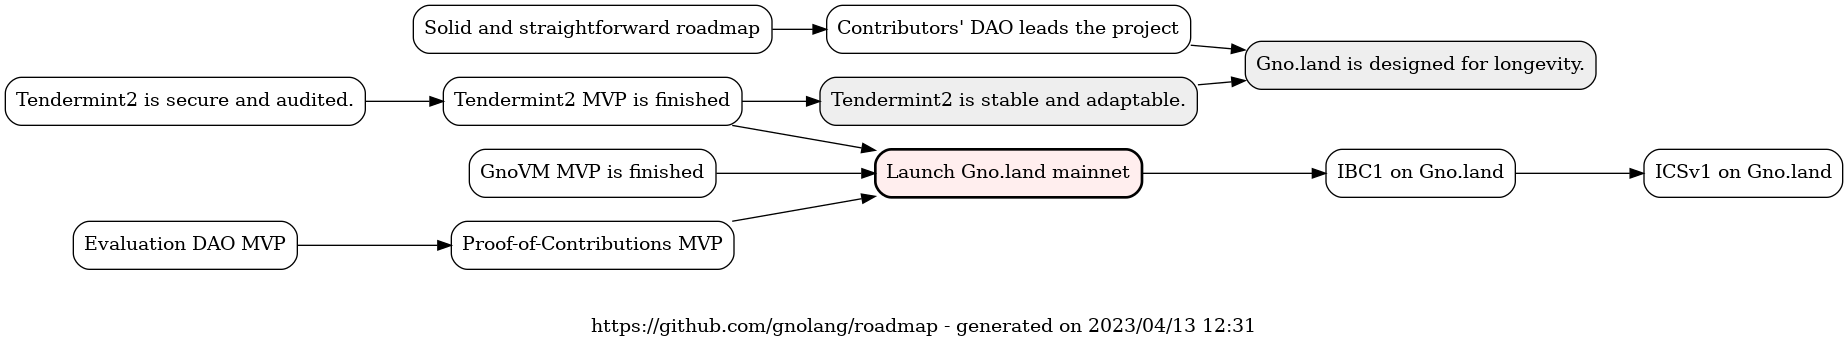 Solid and straightforward roadmap
Contributors' DAO leads the project
Gno.land is designed for longevity.
Tendermint2 is secure and audited.
Tendermint2 MVP is finished
Tendermint2 is stable and adaptable.
GnoVM MVP is finished
Launch Gno.land mainnet
IBC1 on Gno.land
ICSv1 on Gno.land
Evaluation DAO MVP
Proof-of-Contributions MVP
https://github.com/gnolang/roadmap - generated on 2023/04/13 12:31